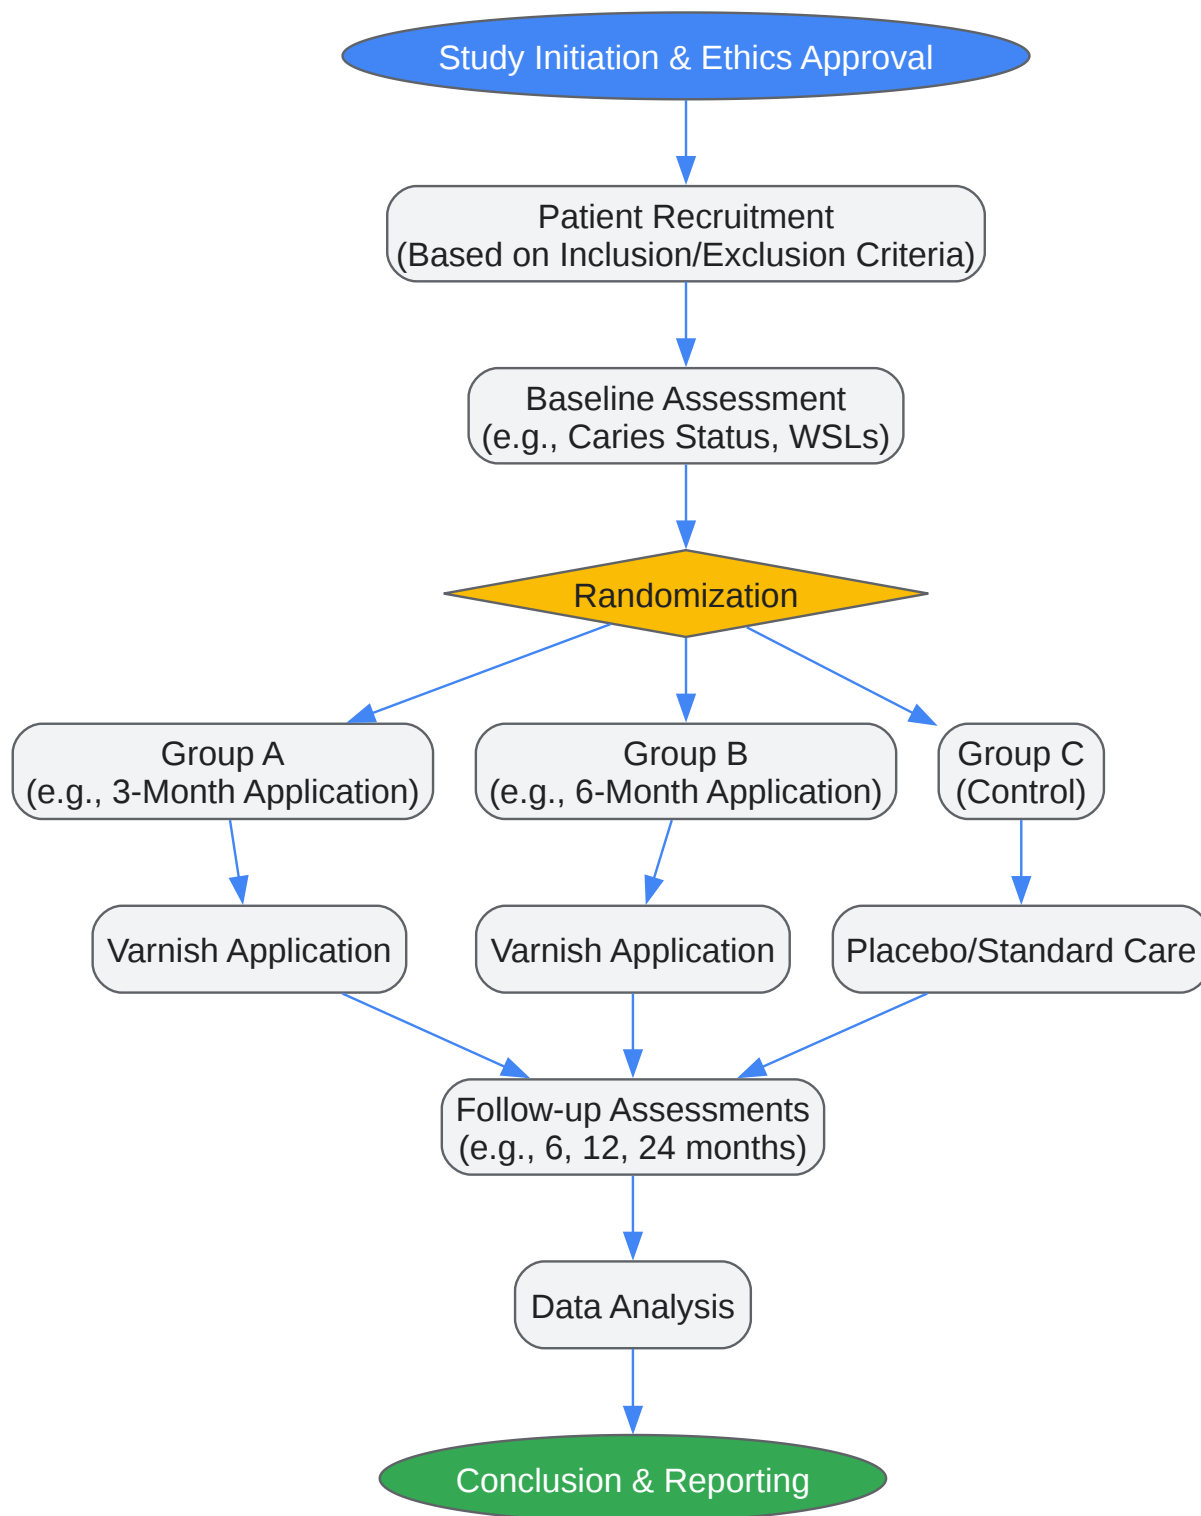 Study Initiation & Ethics Approval
Patient Recruitment
(Based on Inclusion/Exclusion Criteria)
Baseline Assessment
(e.g., Caries Status, WSLs)
Randomization
Group A
(e.g., 3-Month Application)
Group B
(e.g., 6-Month Application)
Group C
(Control)
Varnish Application
Varnish Application
Placebo/Standard Care
Follow-up Assessments
(e.g., 6, 12, 24 months)
Data Analysis
Conclusion & Reporting